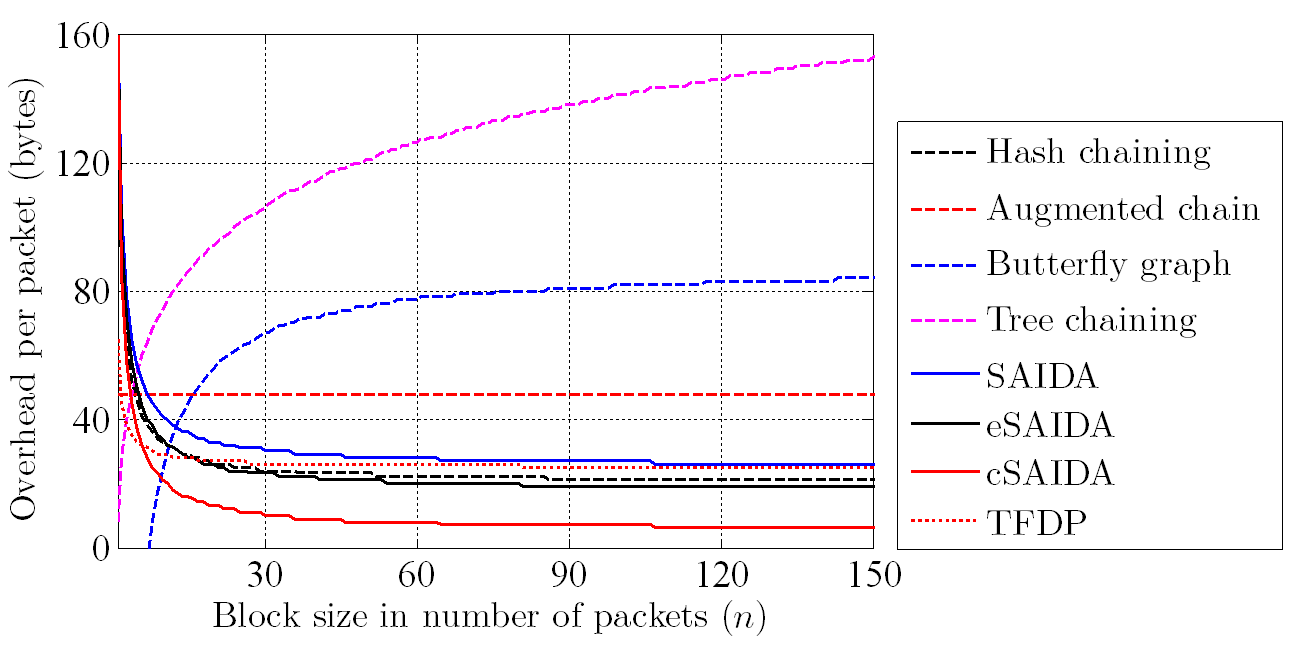 Overhead per packet (bytes)
160
120
80
40
0
30
60
90
120
150
Block size in number of packets (n)
Hash chaining
Augmented chain
Butterfly graph
Tree chaining
SAIDA
eSAIDA
cSAIDA
TFDP